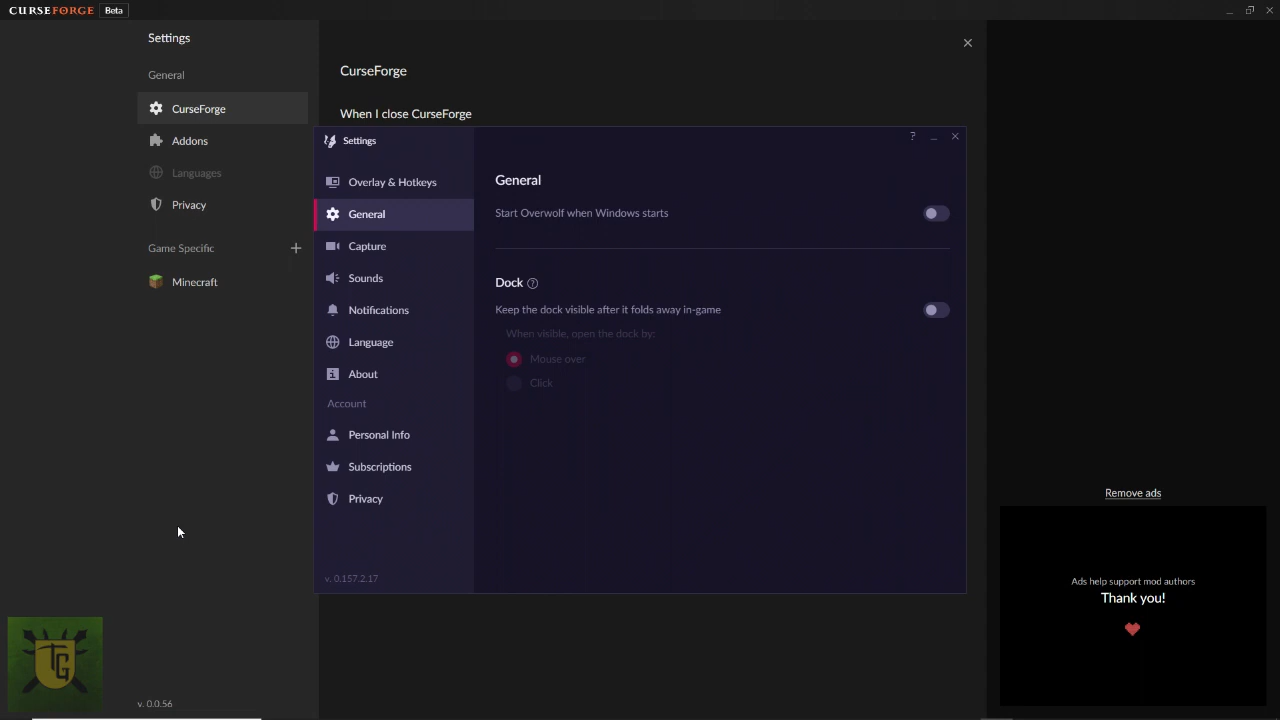 CURSEFORGE Beta
Settings
General
CurseForge
Addons
Languages
Privacy
Game Specific
Minecraft
v. 0.0.56
CurseForge
When I close CurseForge
Settings
Overlay & Hotkeys
General
Capture
Sounds
Notifications
Language
About
Account
Personal Info
Subscriptions
Privacy
v. 0.157.2.17
General
Start Overwolf when Windows starts
Dock
Keep the dock visible after it folds away in-game
When visible, open the dock by:
Mouse over
Click
Remove ads
Ads help support mod authors
Thank you!
TG